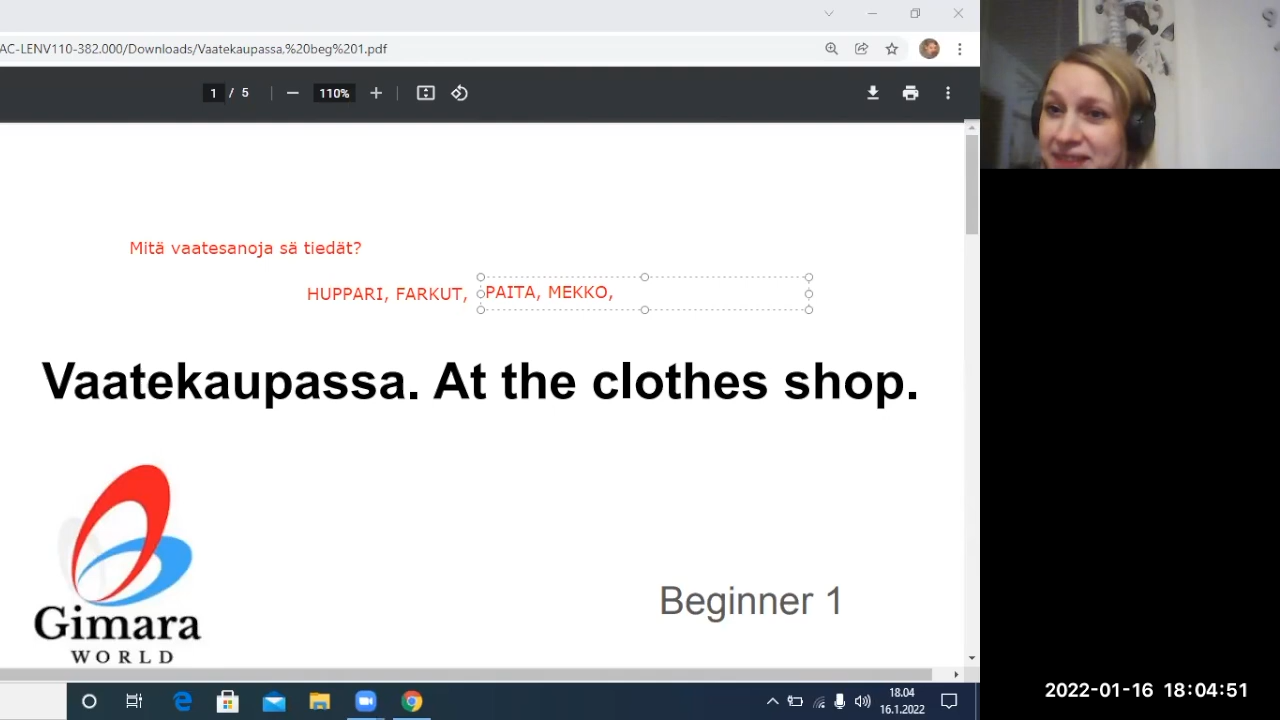 AC-LENV110-382.000/Downloads/Vaatekaupassa,%20beg%201.pdf
1 / 5
110%
Mitä vaatesanoja sä tiedät?
HUPPARI, FARKUT, PAITA, MEKKO,
Vaatekaupassa. At the clothes shop.
Gimara
WORLD
Beginner 1
18.04
16.1.2022
2022-01-16 18:04:51